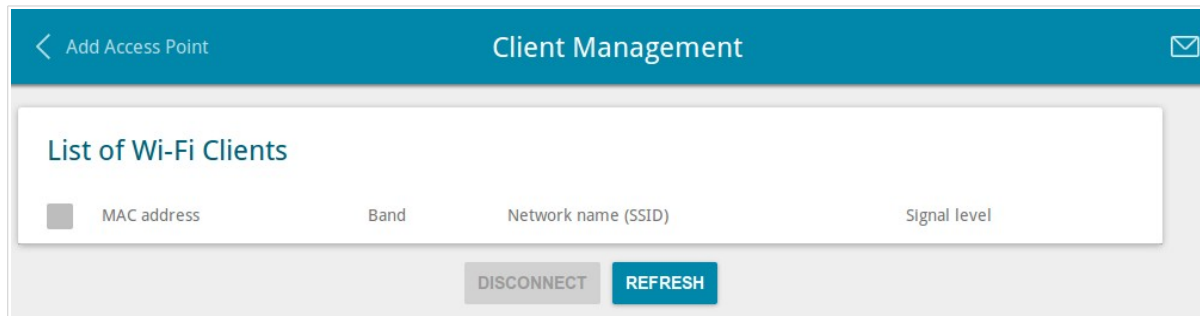 Add Access Point Client Management
List of Wi-Fi Clients
MAC address Band Network name (SSID) Signal level
DISCONNECT REFRESH